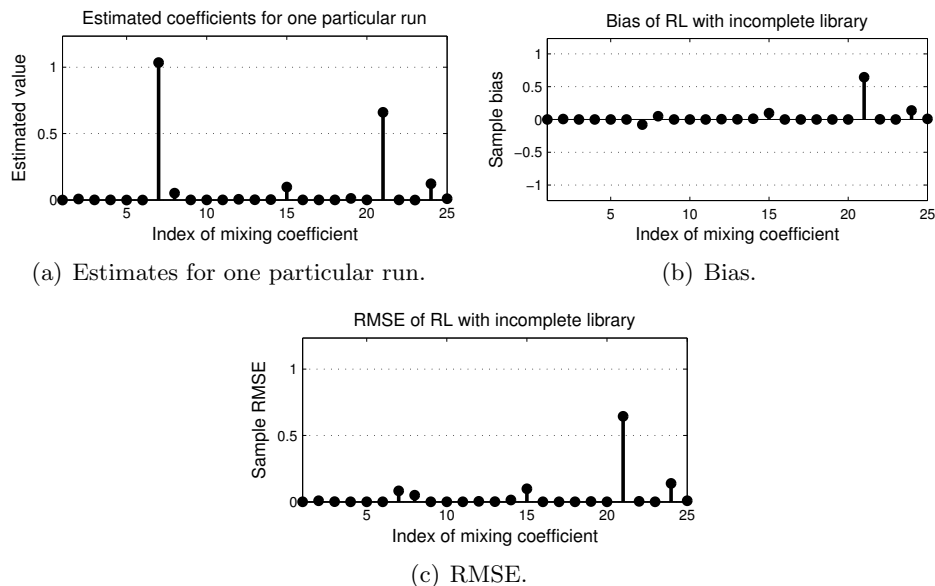 Estimated coefficients for one particular run
1
0.5
0
Estimated value
5 10 15 20 25
Index of mixing coefficient
(a) Estimates for one particular run.
Bias of RL with incomplete library
1
0.5
0
−0.5
−1
Sample bias
5 10 15 20 25
Index of mixing coefficient
(b) Bias.
RMSE of RL with incomplete library
1
0.5
0
Sample RMSE
5 10 15 20 25
Index of mixing coefficient
(c) RMSE.